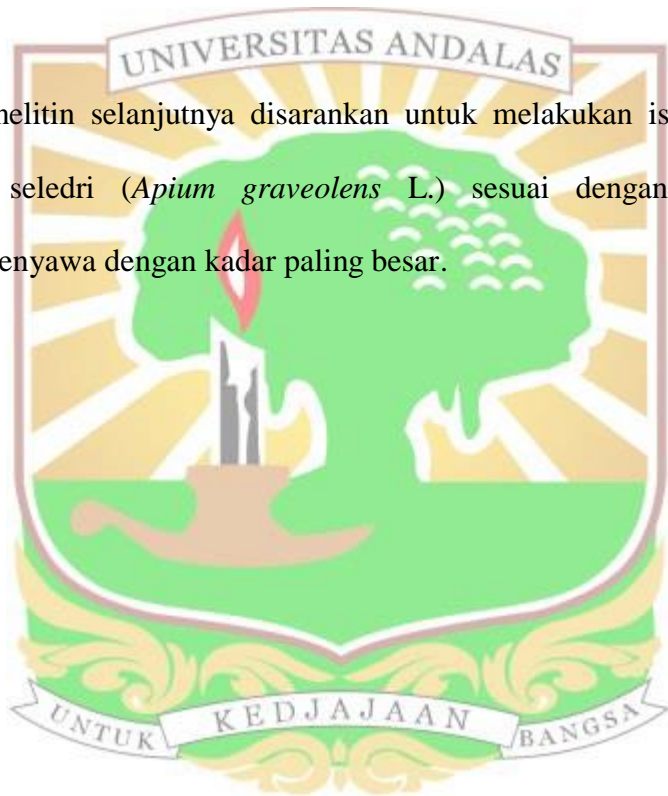 UNIVERSITAS ANDALAS
nelitin selanjutnya disarankan untuk melakukan is
seledri (Apium graveolens L.) sesuai dengan
enyawa dengan kadar paling besar.
UNTUK KEDJAJAAN BANGSA